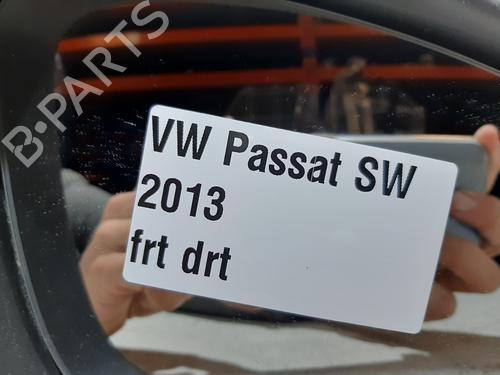 B-PARTS
VW Passat SW
2013
frt drt